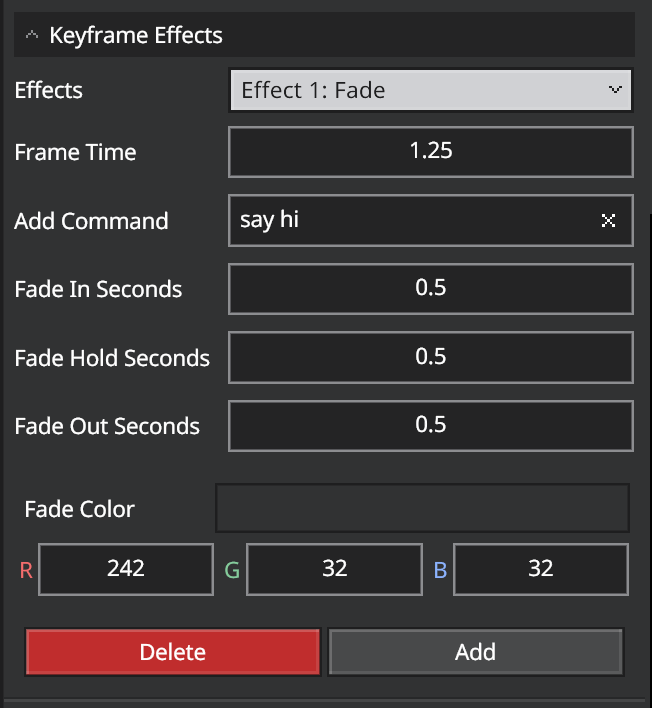 Keyframe Effects
Effects Effect 1: Fade
Frame Time 1.25
Add Command say hi
Fade In Seconds 0.5
Fade Hold Seconds 0.5
Fade Out Seconds 0.5
Fade Color
R 242 G 32 B 32
Delete Add